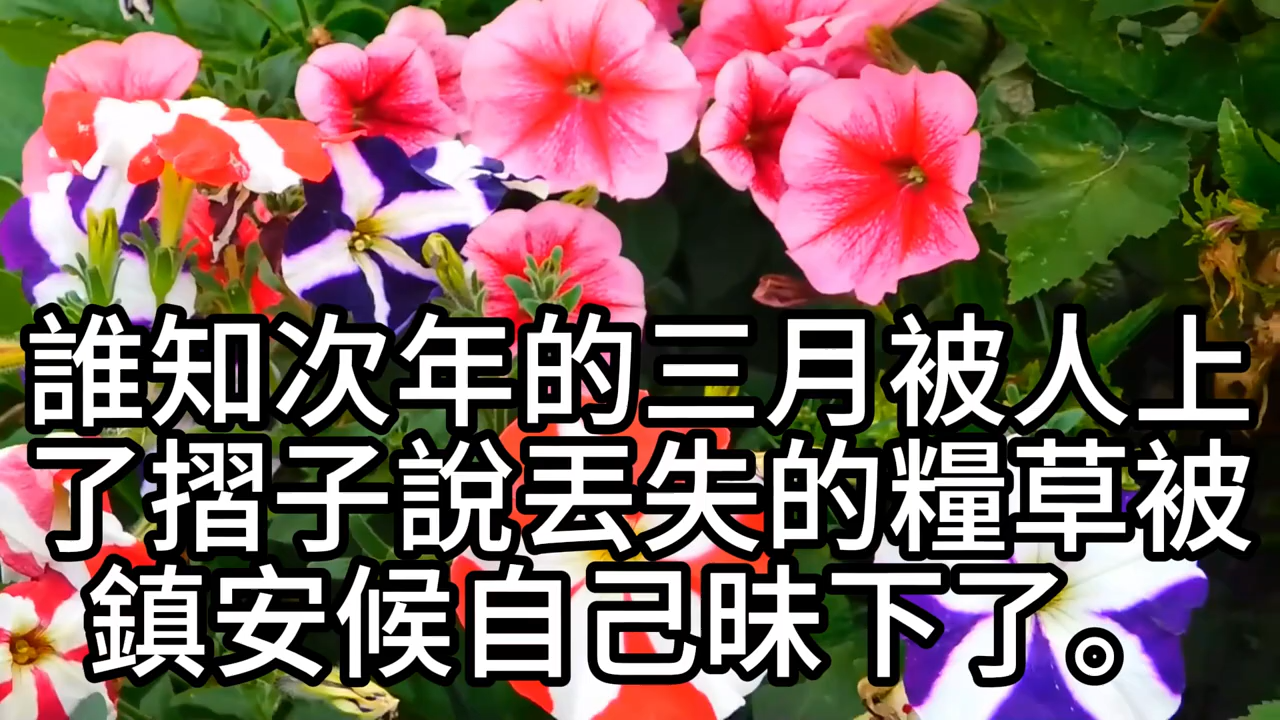 誰知次年的三月被人上
了摺子說丟失的糧草被
鎮安候自己昧下了。